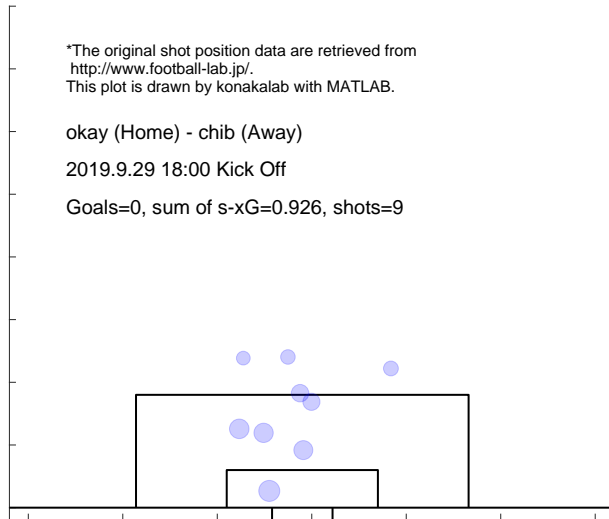 *The original shot position data are retrieved from
http://www.football-lab.jp/.
This plot is drawn by konakalab with MATLAB.
okay (Home) - chib (Away)
2019.9.29 18:00 Kick Off
Goals=0, sum of s-xG=0.926, shots=9